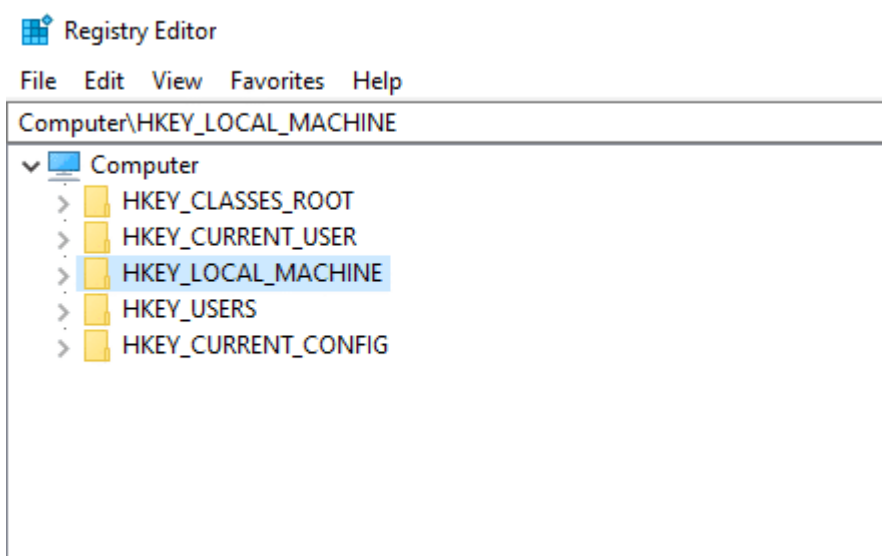 Registry Editor
File Edit View Favorites Help
Computer\HKEY_LOCAL_MACHINE
Computer
HKEY_CLASSES_ROOT
HKEY_CURRENT_USER
HKEY_LOCAL_MACHINE
HKEY_USERS
HKEY_CURRENT_CONFIG